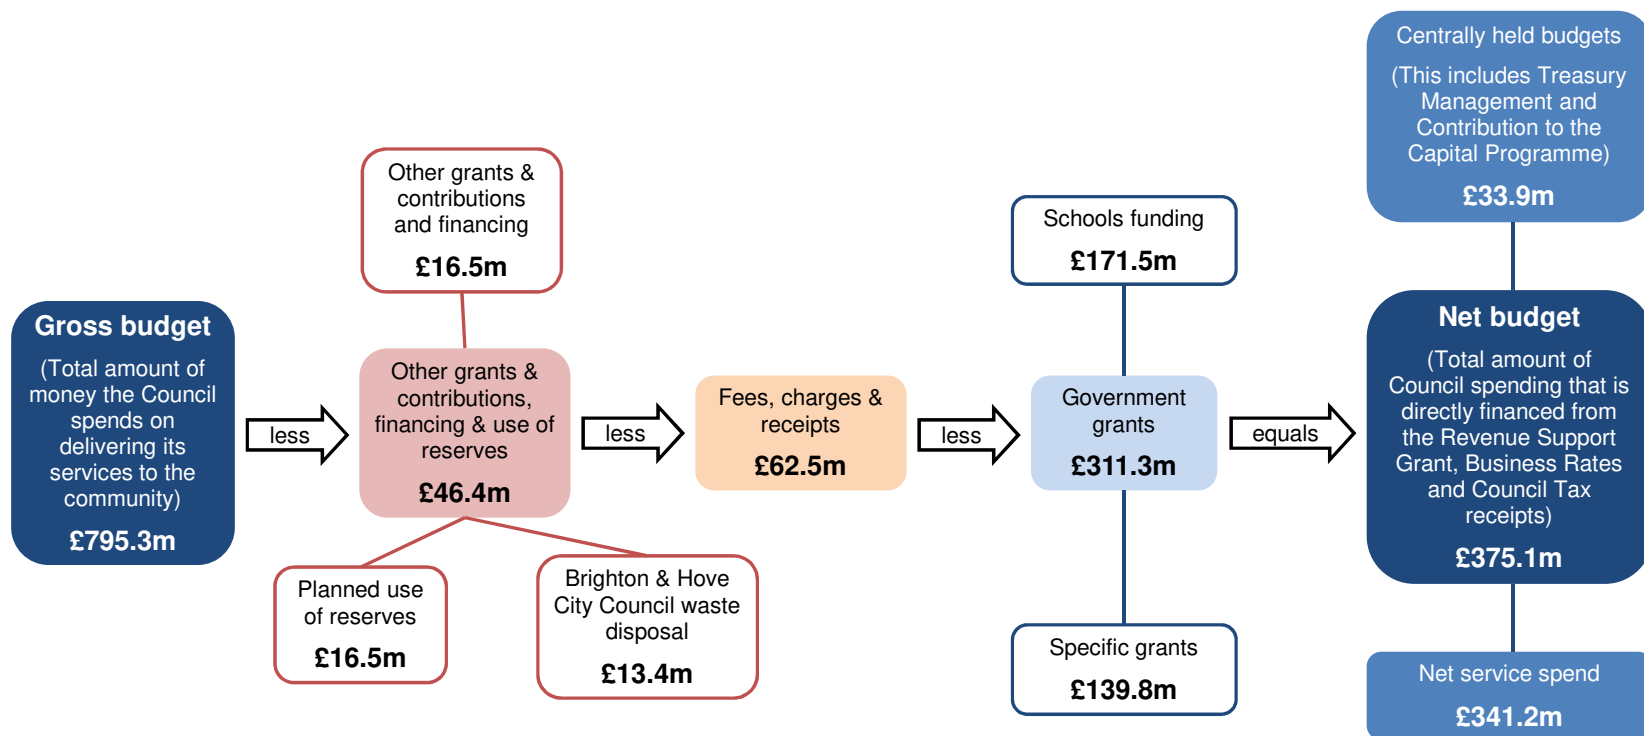 Gross budget
(Total amount of
money the Council
spends on
delivering its
services to the
community)
£795.3m
less
Other grants &
contributions
and financing
£16.5m
Other grants &
contributions,
financing & use of
reserves
£46.4m
Planned use
of reserves
£16.5m
Brighton & Hove
City Council waste
disposal
£13.4m
less
Fees, charges &
receipts
£62.5m
less
Schools funding
£171.5m
Government
grants
£311.3m
Specific grants
£139.8m
equals
Centrally held budgets
(This includes Treasury
Management and
Contribution to the
Capital Programme)
£33.9m
Net budget
(Total amount of
Council spending that is
directly financed from
the Revenue Support
Grant, Business Rates
and Council Tax
receipts)
£375.1m
Net service spend
£341.2m